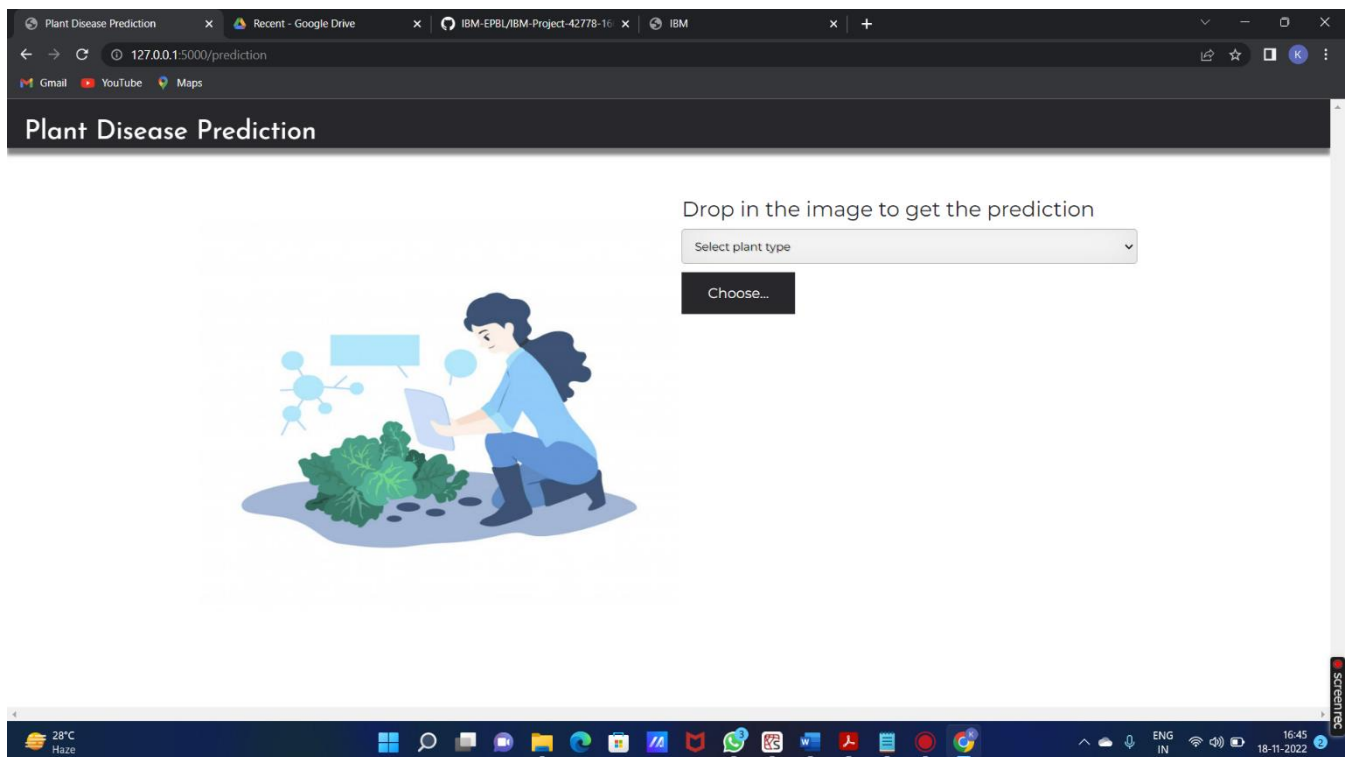 Plant Disease Prediction
Recent - Google Drive
IBM-EPBL/IBM-Project-42778-16
IBM
127.0.0.1:5000/prediction
K
Gmail
YouTube
Maps
Plant Disease Prediction
Drop in the image to get the prediction
Select plant type
Choose...
screenrec
28°C
Haze
3
K
ENG
IN
16:45
18-11-2022
2